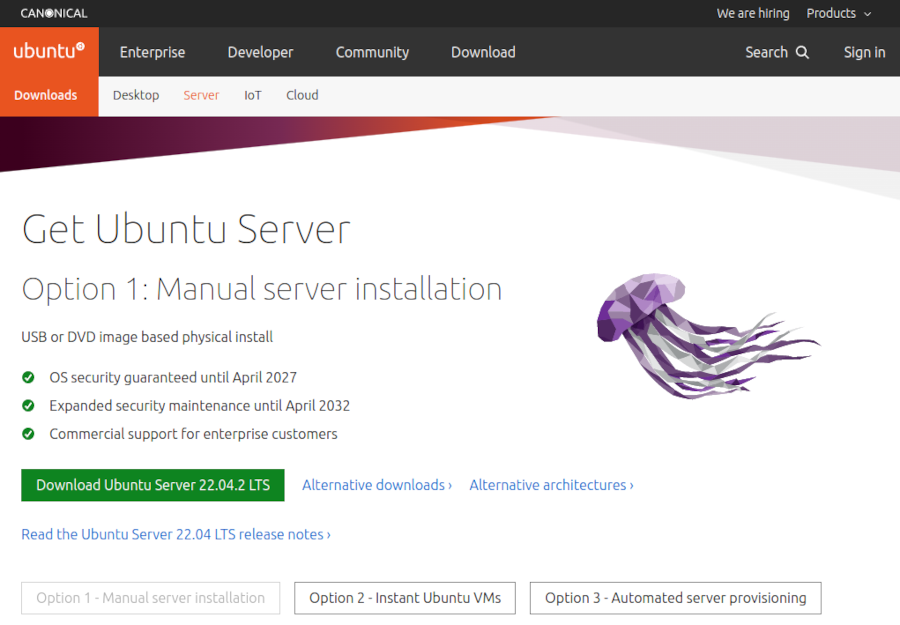 CANONICAL We are hiring Products
ubuntu Enterprise Developer Community Download Search Sign in
Downloads Desktop Server IoT Cloud
Get Ubuntu Server
Option 1: Manual server installation
USB or DVD image based physical install
OS security guaranteed until April 2027
Expanded security maintenance until April 2032
Commercial support for enterprise customers
Download Ubuntu Server 22.04.2 LTS Alternative downloads › Alternative architectures ›
Read the Ubuntu Server 22.04 LTS release notes ›
Option 1 - Manual server installation Option 2 - Instant Ubuntu VMs Option 3 - Automated server provisioning